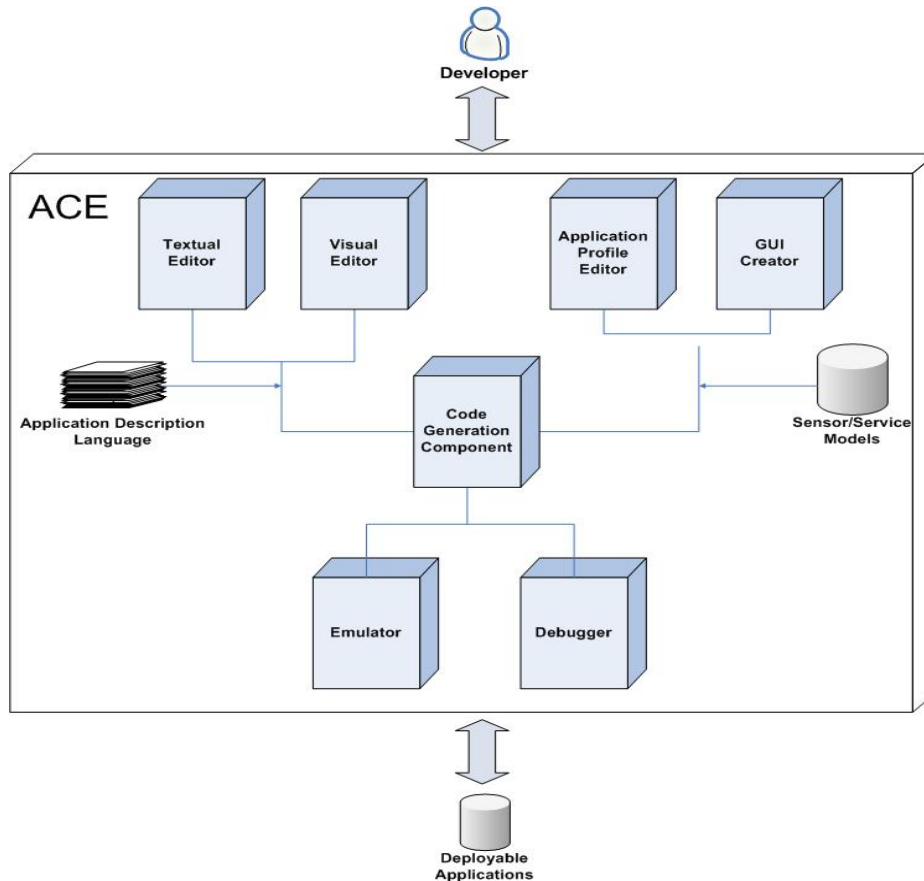 Developer
ACE
Textual
Editor
Visual
Editor
Application
Profile
Editor
GUI
Creator
Application Description
Language
Code
Generation
Component
Sensor/Service
Models
Emulator
Debugger
Deployable
Applications